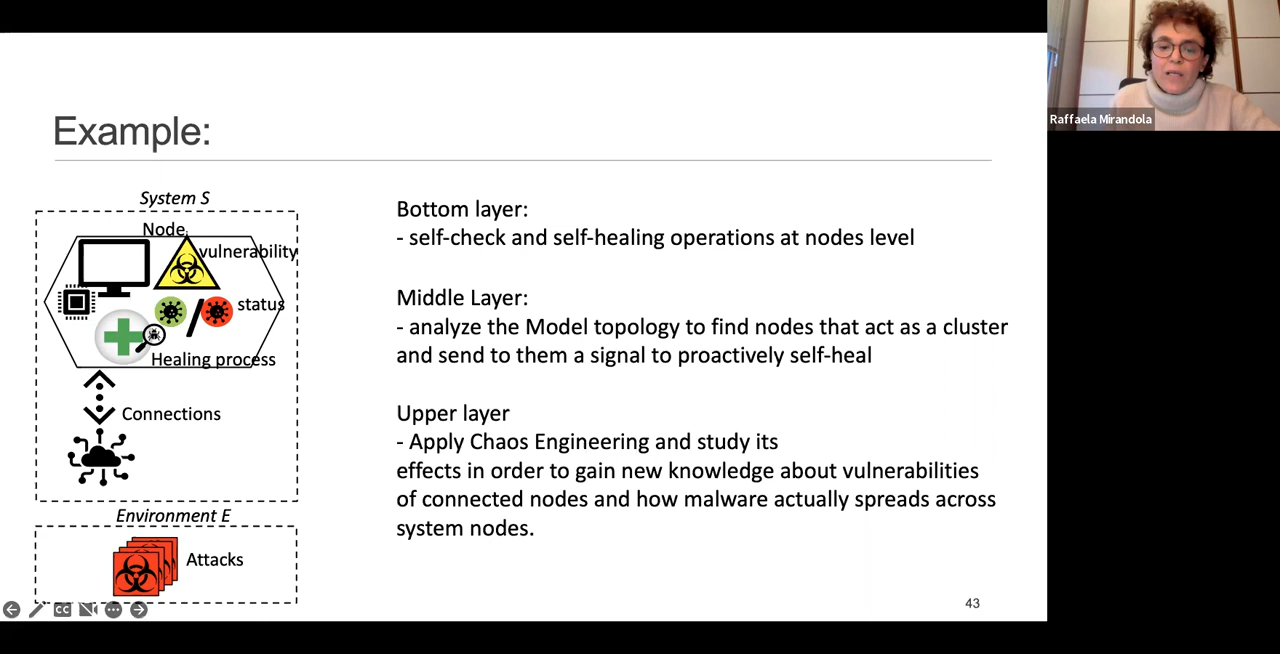 Raffaela Mirandola
Example:
System S
Node
vulnerability
status
Healing process
Connections
Environment E
Attacks
Bottom layer:
- self-check and self-healing operations at nodes level
Middle Layer:
- analyze the Model topology to find nodes that act as a cluster
and send to them a signal to proactively self-heal
Upper layer
- Apply Chaos Engineering and study its
effects in order to gain new knowledge about vulnerabilities
of connected nodes and how malware actually spreads across
system nodes.
CC
43